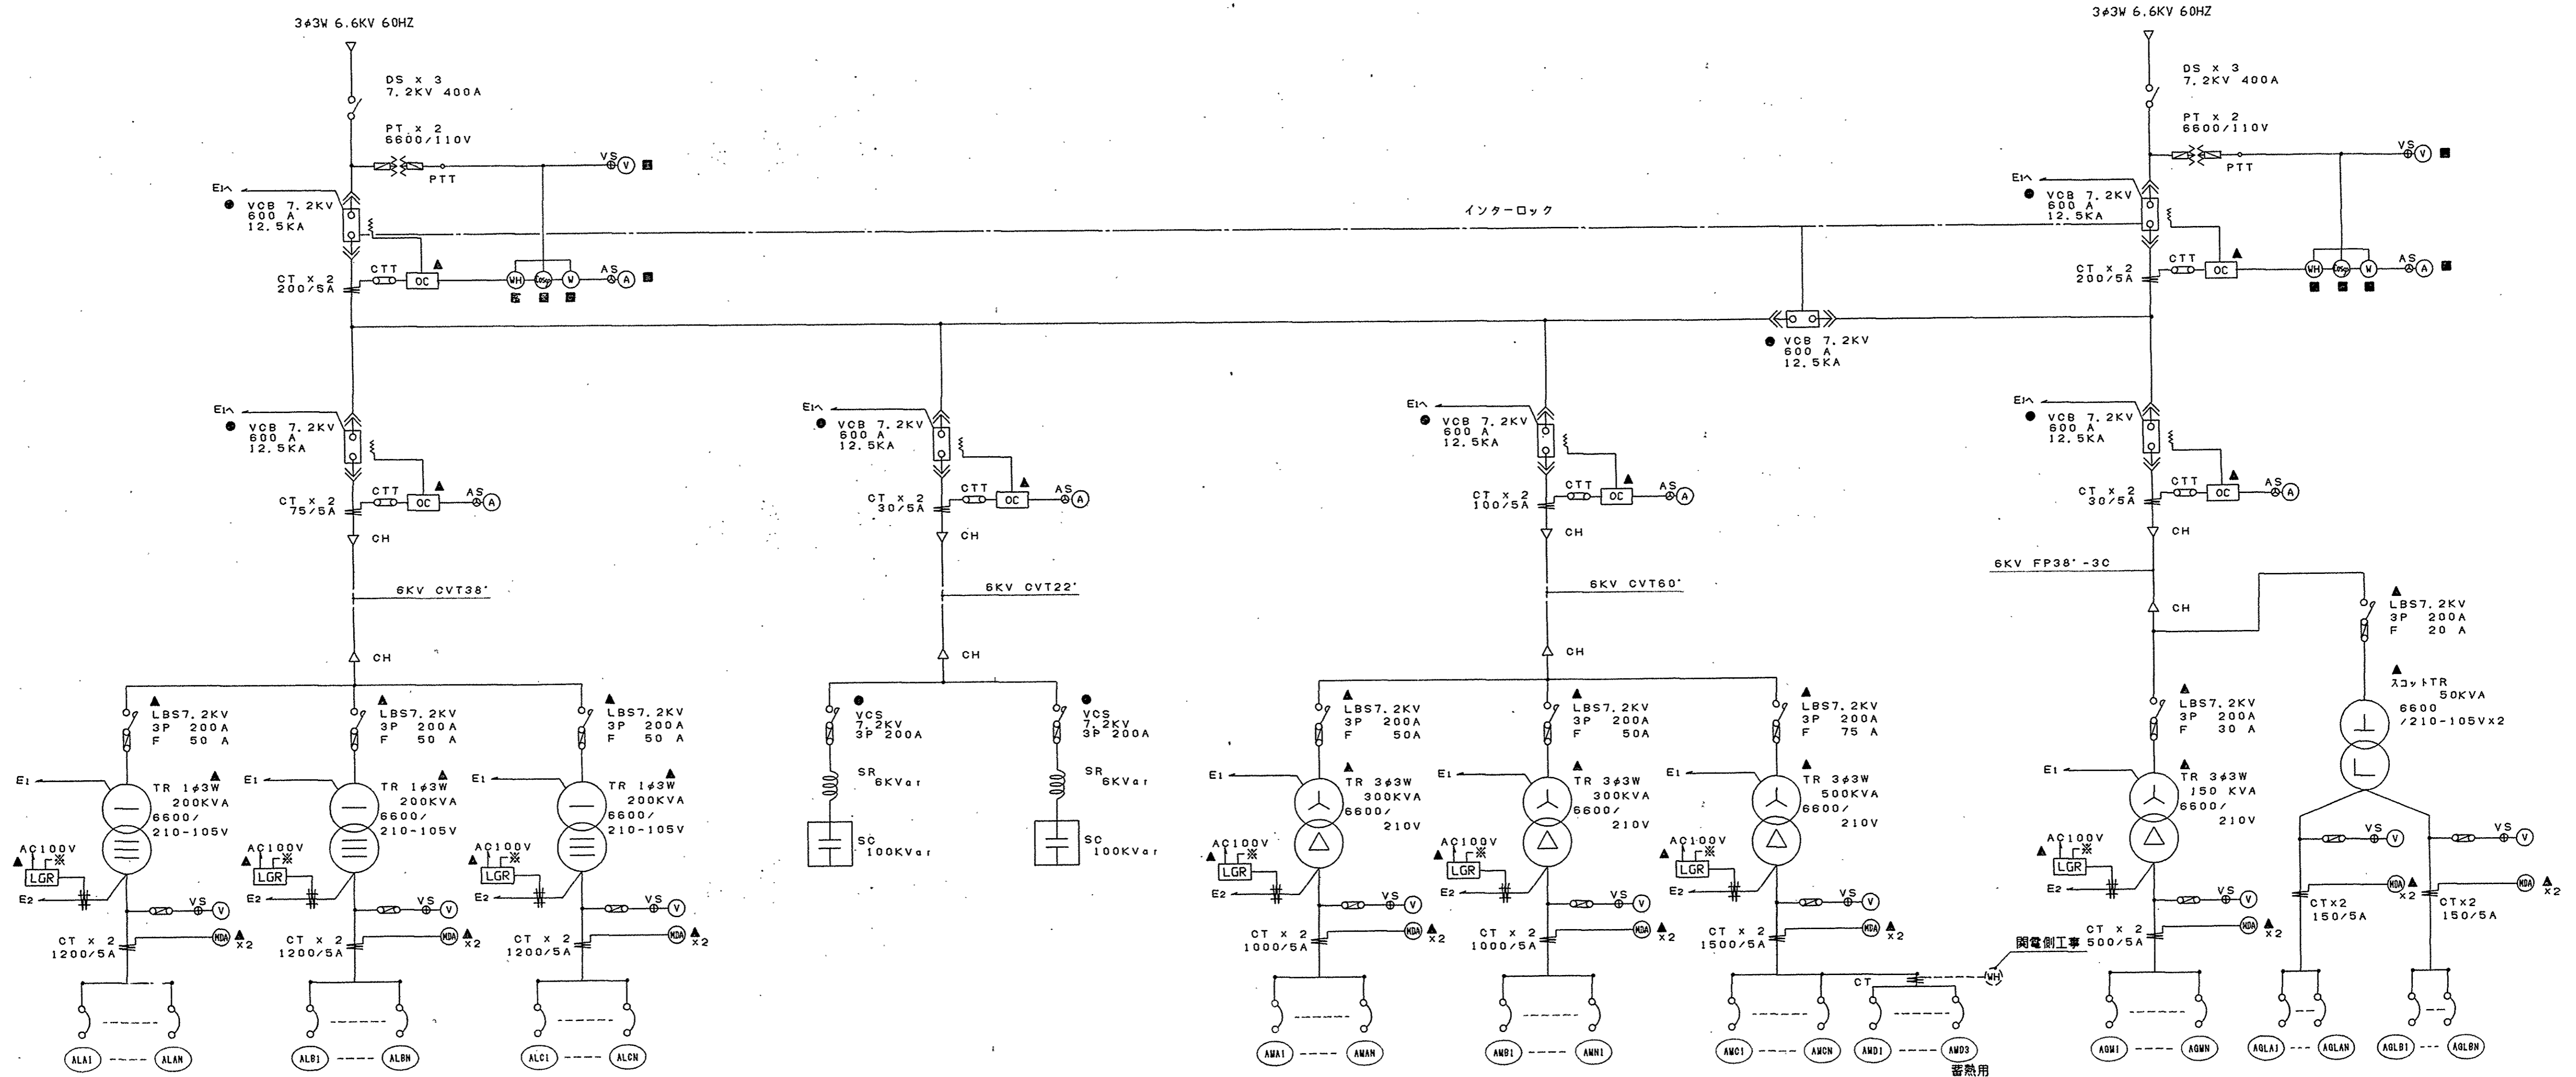 3φ3W 6.6KV 60HZ
DS x 3
7.2KV 400A
PT x 2
6600/110V
PTT
VS
V
E1
VCB 7.2KV
600 A
12.5KA
CT x 2
200/5A
CTT
OC
WH
Cosφ
W
AS
A
インターロック
3φ3W 6.6KV 60HZ
DS x 3
7.2KV 400A
PT x 2
6600/110V
PTT
VS
V
E1
VCB 7.2KV
600 A
12.5KA
CT x 2
200/5A
CTT
OC
WH
Cosφ
W
AS
A
VCB 7.2KV
600 A
12.5KA
E1
VCB 7.2KV
600 A
12.5KA
CT x 2
75/5A
CTT
OC
AS
A
CH
6KV CVT38°
CH
E1
VCB 7.2KV
600 A
12.5KA
CT x 2
30/5A
CTT
OC
AS
A
CH
6KV CVT22°
CH
E1
VCB 7.2KV
600 A
12.5KA
CT x 2
100/5A
CTT
OC
AS
A
CH
6KV CVT60°
CH
E1
VCB 7.2KV
600 A
12.5KA
CT x 2
30/5A
CTT
OC
AS
A
CH
6KV FP38°-3C
CH
LBS7.2KV
3P 200A
F 50 A
E1
TR 1φ3W
200KVA
6600/
210-105V
AC100V
※
LGR
E2
VS
V
CT x 2
1200/5A
MDA
x2
ALA1
ALAN
LBS7.2KV
3P 200A
F 50 A
E1
TR 1φ3W
200KVA
6600/
210-105V
AC100V
※
LGR
E2
VS
V
CT x 2
1200/5A
MDA
x2
ALB1
ALBN
LBS7.2KV
3P 200A
F 50 A
E1
TR 1φ3W
200KVA
6600/
210-105V
AC100V
※
LGR
E2
VS
V
CT x 2
1200/5A
MDA
x2
ALC1
ALCN
VCS
7.2KV
3P 200A
SR
6KVar
SC
100KVar
VCS
7.2KV
3P 200A
SR
6KVar
SC
100KVar
LBS7.2KV
3P 200A
F 50A
E1
TR 3φ3W
300KVA
6600/
210V
AC100V
※
LGR
E2
VS
V
CT x 2
1000/5A
MDA
x2
AMA1
AMAN
LBS7.2KV
3P 200A
F 50A
E1
TR 3φ3W
300KVA
6600/
210V
AC100V
※
LGR
E2
VS
V
CT x 2
1000/5A
MDA
x2
AMB1
AMN1
LBS7.2KV
3P 200A
F 75 A
E1
TR 3φ3W
500KVA
6600/
210V
AC100V
※
LGR
E2
VS
V
CT x 2
1500/5A
MDA
x2
CT
WH
関電側工事
AMC1
AMCN
AMD1
AMD3
蓄熱用
LBS7.2KV
3P 200A
F 30 A
E1
TR 3φ3W
150 KVA
6600/
210V
AC100V
※
LGR
E2
VS
V
CT x 2
500/5A
MDA
x2
AGM1
AGMN
LBS7.2KV
3P 200A
F 20 A
スコットTR
50KVA
6600
/210-105Vx2
VS
V
MDA
x2
CTx2
150/5A
AGLA1
AGLAN
VS
V
MDA
x2
CTx2
150/5A
AGLB1
AGLBN